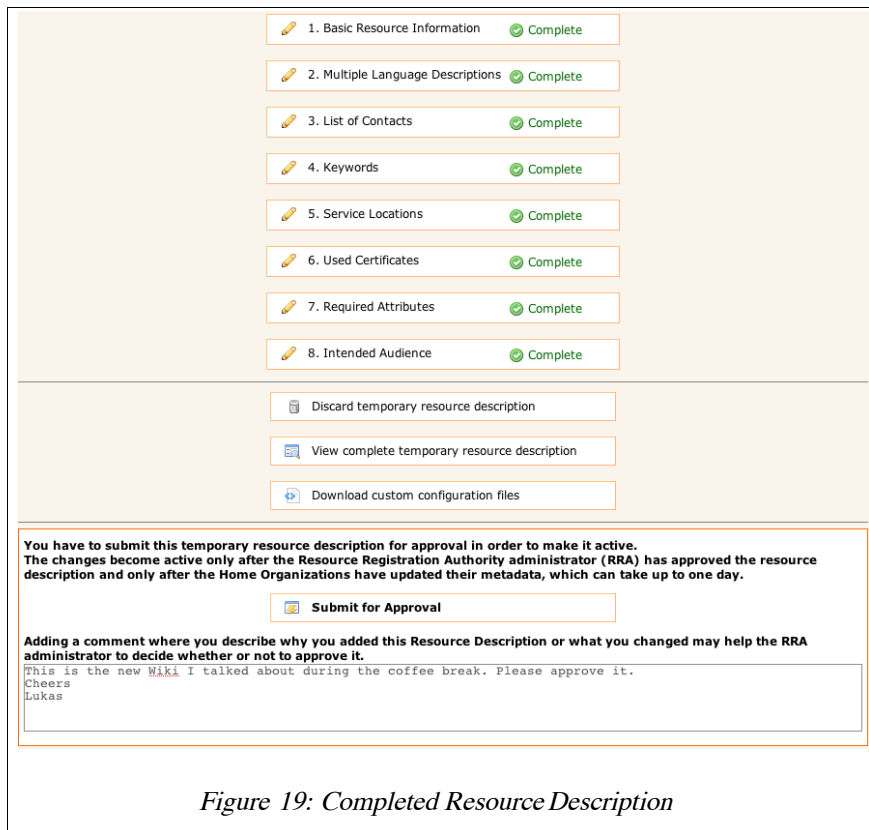 1. Basic Resource Information Complete
2. Multiple Language Descriptions Complete
3. List of Contacts Complete
4. Keywords Complete
5. Service Locations Complete
6. Used Certificates Complete
7. Required Attributes Complete
8. Intended Audience Complete
Discard temporary resource description
View complete temporary resource description
Download custom configuration files
You have to submit this temporary resource description for approval in order to make it active.
The changes become active only after the Resource Registration Authority administrator (RRA) has approved the resource
description and only after the Home Organizations have updated their metadata, which can take up to one day.
Submit for Approval
Adding a comment where you describe why you added this Resource Description or what you changed may help the RRA
administrator to decide whether or not to approve it.
This is the new Wiki I talked about during the coffee break. Please approve it.
Cheers
Lukas
Figure 19: Completed Resource Description